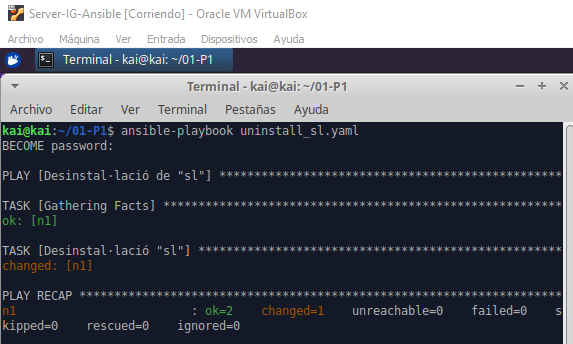 Server-IG-Ansible [Corriendo] - Oracle VM VirtualBox
Archivo Máquina Ver Entrada Dispositivos Ayuda
Terminal - kai@kai: ~/01-P1
Terminal - kai@kai: ~/01-P1
Archivo Editar Ver Terminal Pestañas Ayuda
kai@kai:~/01-P1$ ansible-playbook uninstall_sl.yaml
BECOME password:
PLAY [Desinstal·lació de "sl"] **************************************************
TASK [Gathering Facts] **********************************************************
ok: [n1]
TASK [Desinstal·lació "sl"] *****************************************************
changed: [n1]
PLAY RECAP **********************************************************************
n1 : ok=2 changed=1 unreachable=0 failed=0 s
kipped=0 rescued=0 ignored=0